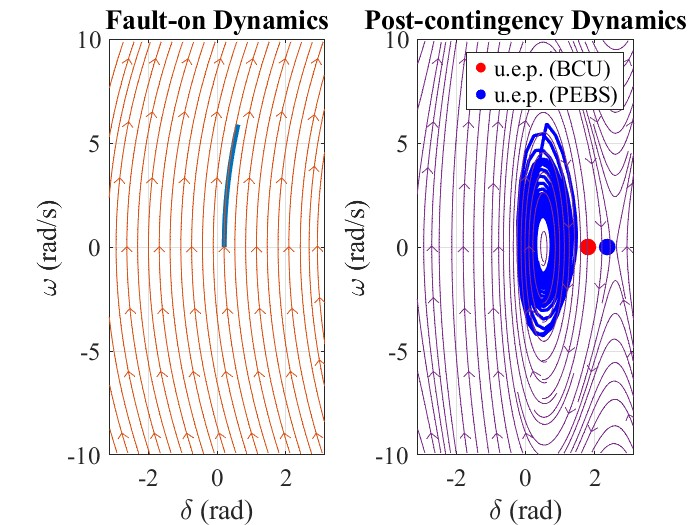 Fault-on Dynamics
10
5
0
-5
-10
-2
0
2
ω (rad/s)
δ (rad)
Post-contingency Dynamics
u.e.p. (BCU)
u.e.p. (PEBS)
10
5
0
-5
-10
-2
0
2
ω (rad/s)
δ (rad)